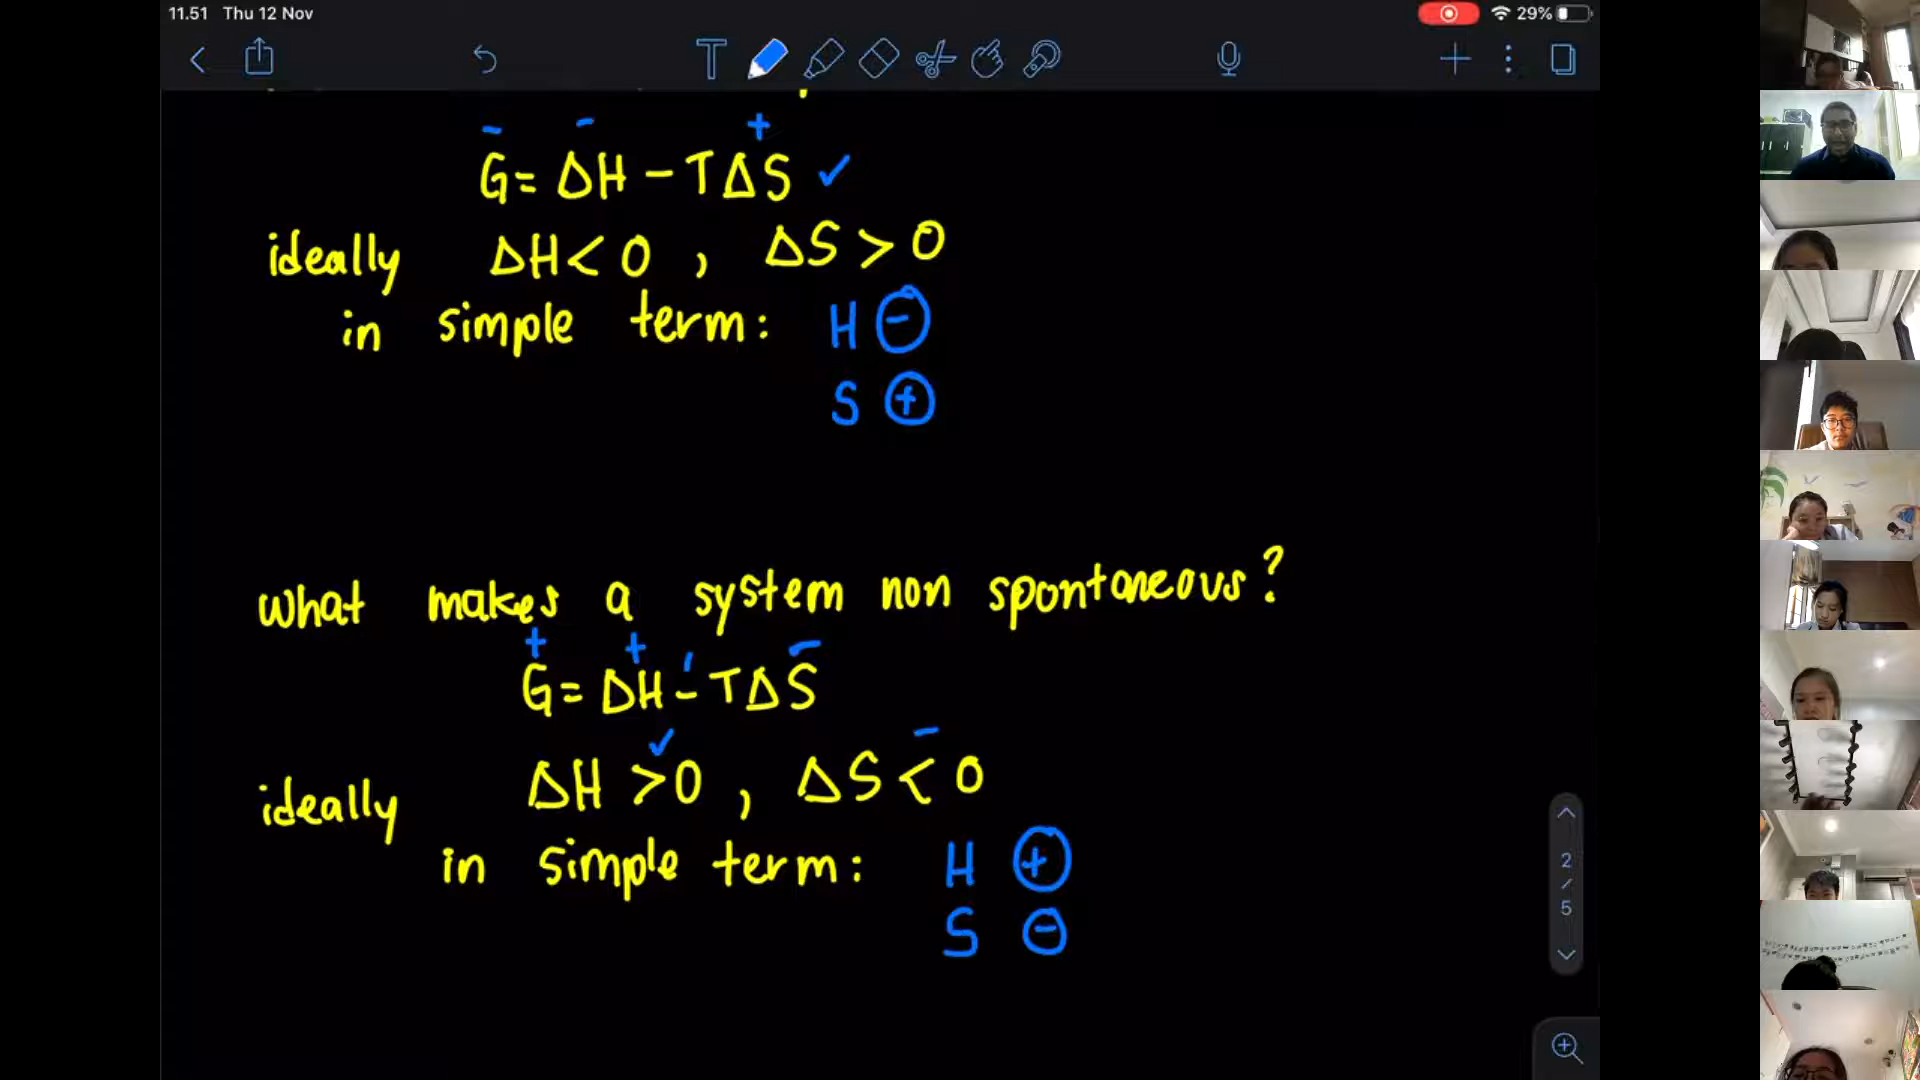 11.51 Thu 12 Nov
29%
T
- - +
G = ΔH - TΔS ✓
ideally ΔH < 0 , ΔS > 0
in simple term: H ⊖
S ⊕
what makes a system non spontaneous?
+ + -
G = ΔH - TΔS
✓ -
ideally ΔH > 0 , ΔS < 0
in simple term: H ⊕
S ⊖
2
/
5